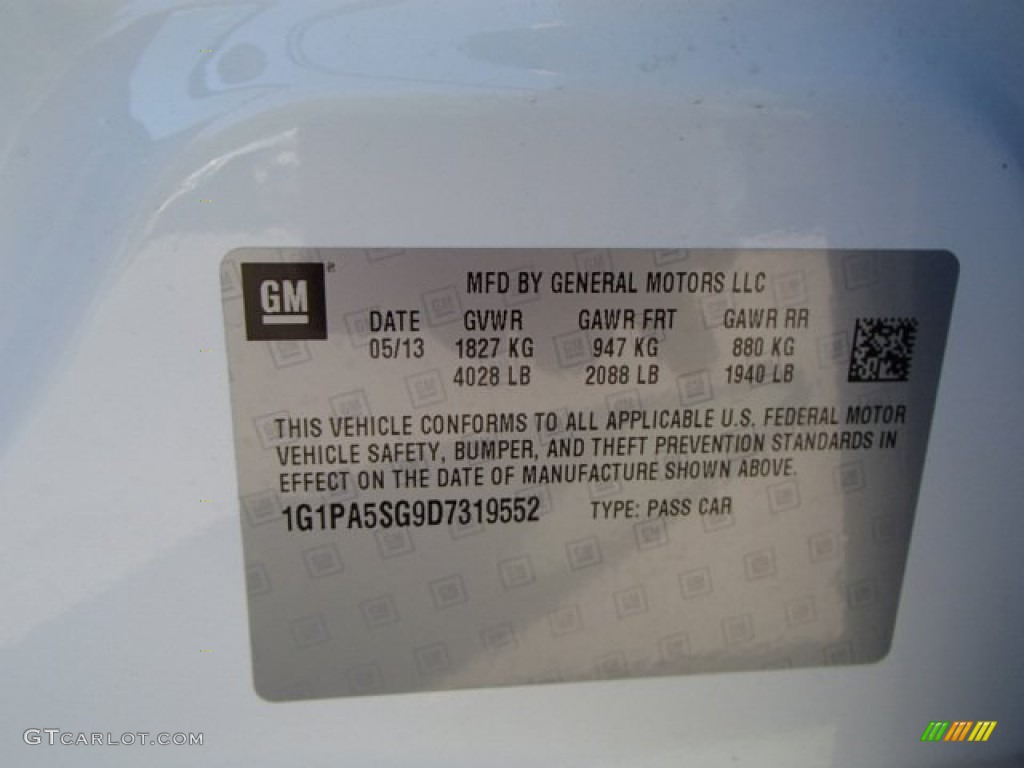 GM
MFD BY GENERAL MOTORS LLC
DATE GVWR GAWR FRT GAWR RR
05/13 1827 KG 947 KG 880 KG
4028 LB 2088 LB 1940 LB
THIS VEHICLE CONFORMS TO ALL APPLICABLE U.S. FEDERAL MOTOR
VEHICLE SAFETY, BUMPER, AND THEFT PREVENTION STANDARDS IN
EFFECT ON THE DATE OF MANUFACTURE SHOWN ABOVE.
1G1PA5SG9D7319552 TYPE: PASS CAR
GTCARLOT.COM